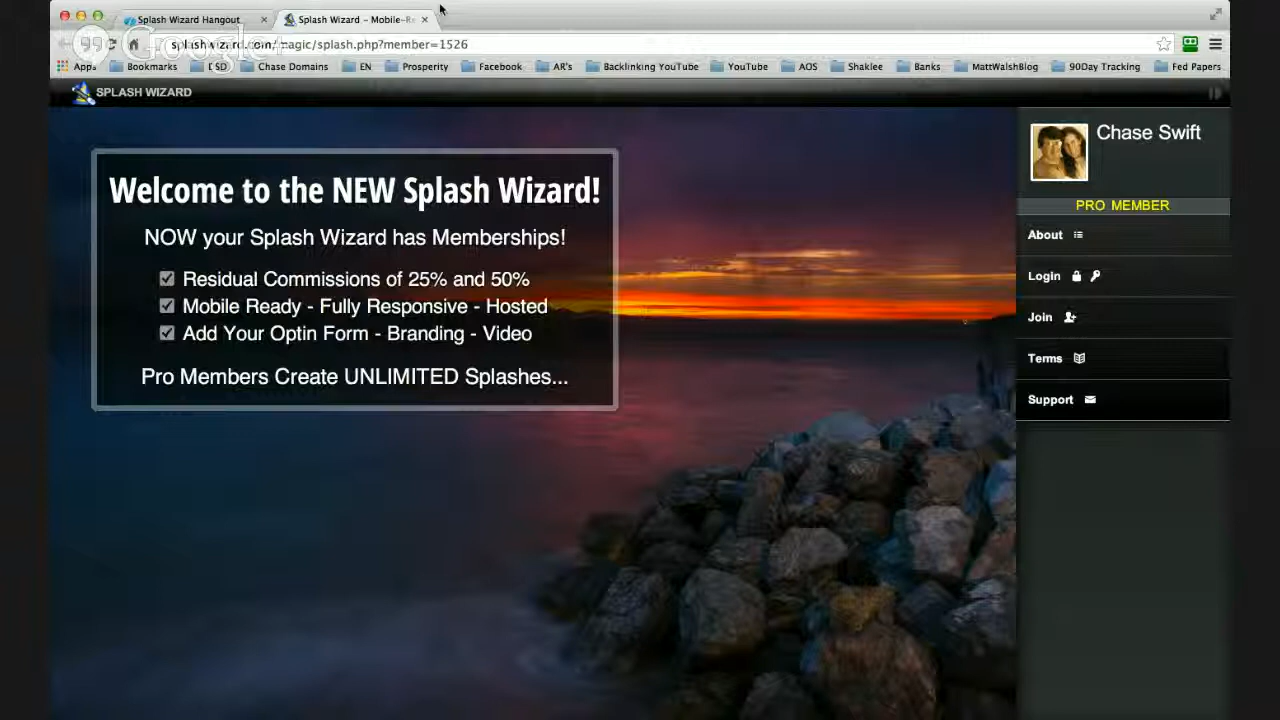 Splash Wizard Hangout
Splash Wizard – Mobile-Re
Google+
splashwizard.com/magic/splash.php?member=1526
Apps Bookmarks SD Chase Domains EN Prosperity Facebook AR's Backlinking YouTube YouTube AOS Shaklee Banks MattWalshBlog 90Day Tracking Fed Papers
SPLASH WIZARD
Welcome to the NEW Splash Wizard!
NOW your Splash Wizard has Memberships!
Residual Commissions of 25% and 50%
Mobile Ready - Fully Responsive - Hosted
Add Your Optin Form - Branding - Video
Pro Members Create UNLIMITED Splashes...
Chase Swift
PRO MEMBER
About
Login
Join
Terms
Support